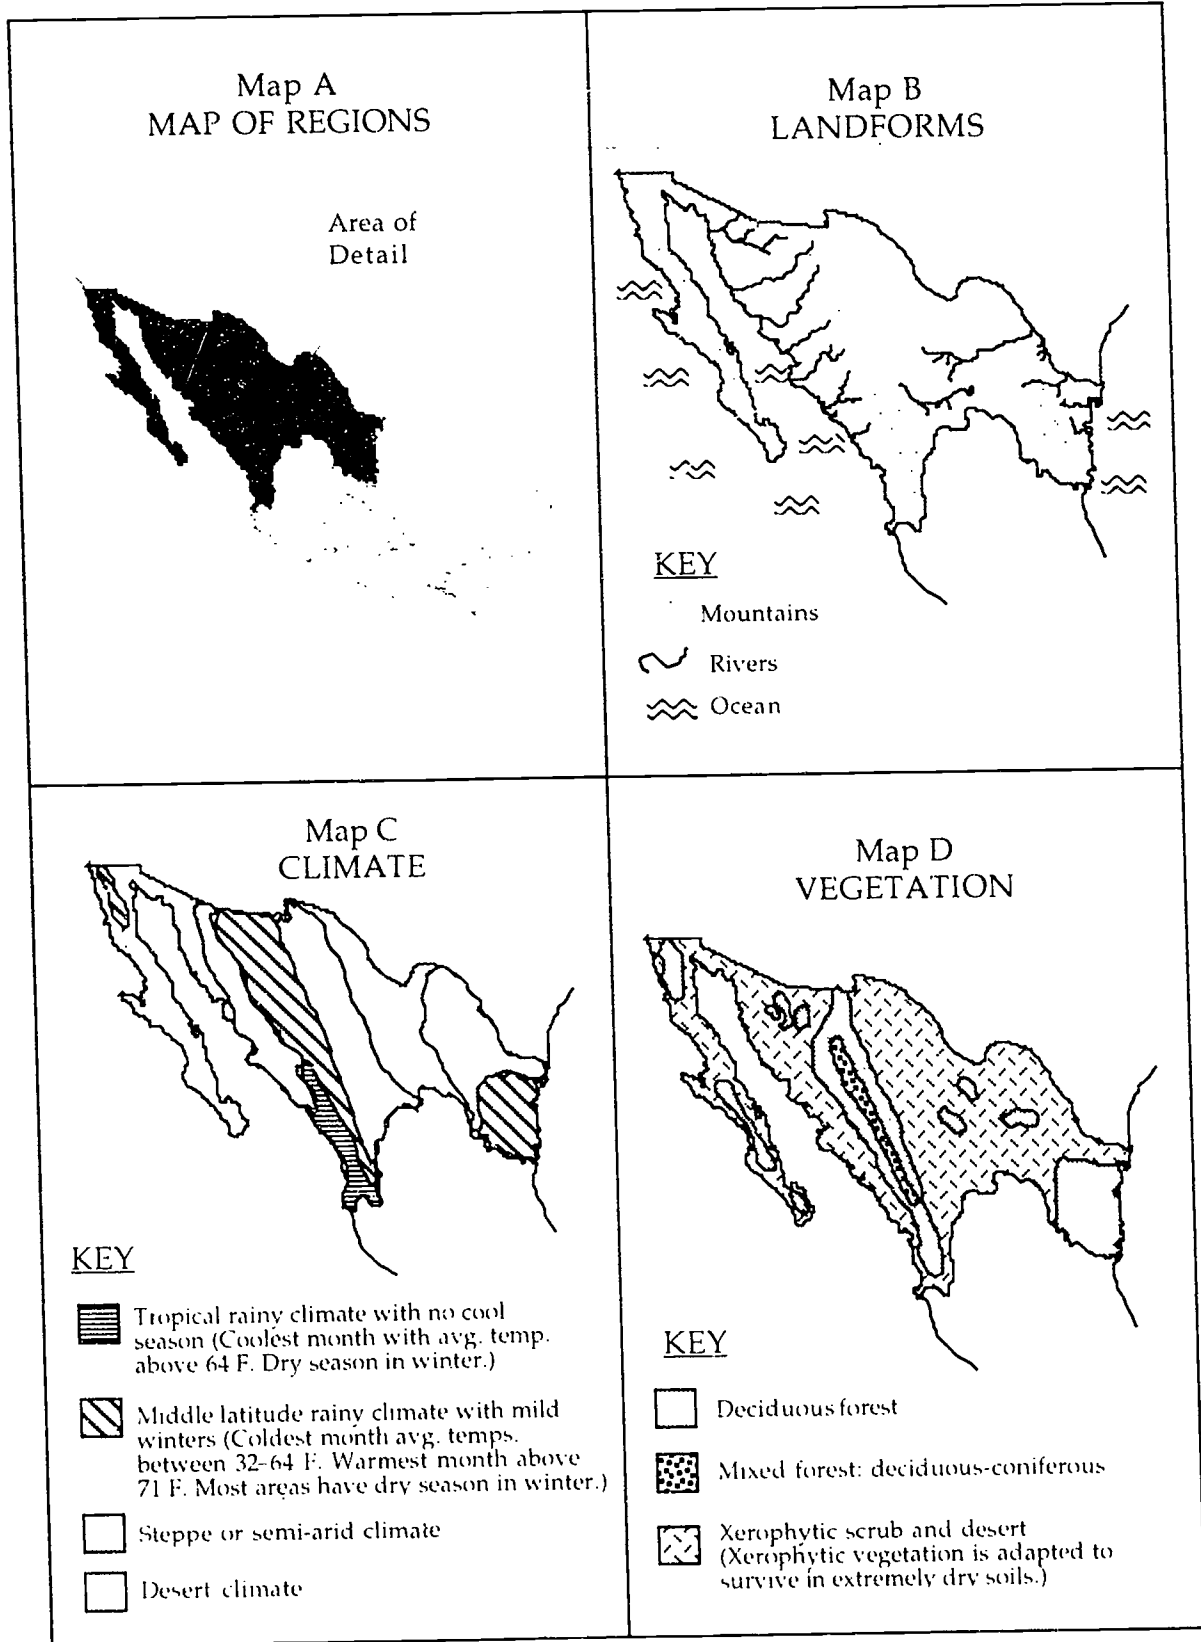 Map A
MAP OF REGIONS
Area of
Detail
Map B
LANDFORMS
KEY
Mountains
Rivers
Ocean
Map C
CLIMATE
KEY
Tropical rainy climate with no cool
season (Coolest month with avg. temp.
above 64 F. Dry season in winter.)
Middle latitude rainy climate with mild
winters (Coldest month avg. temps.
between 32-64 F. Warmest month above
71 F. Most areas have dry season in winter.)
Steppe or semi-arid climate
Desert climate
Map D
VEGETATION
KEY
Deciduous forest
Mixed forest: deciduous-coniferous
Xerophytic scrub and desert
(Xerophytic vegetation is adapted to
survive in extremely dry soils.)